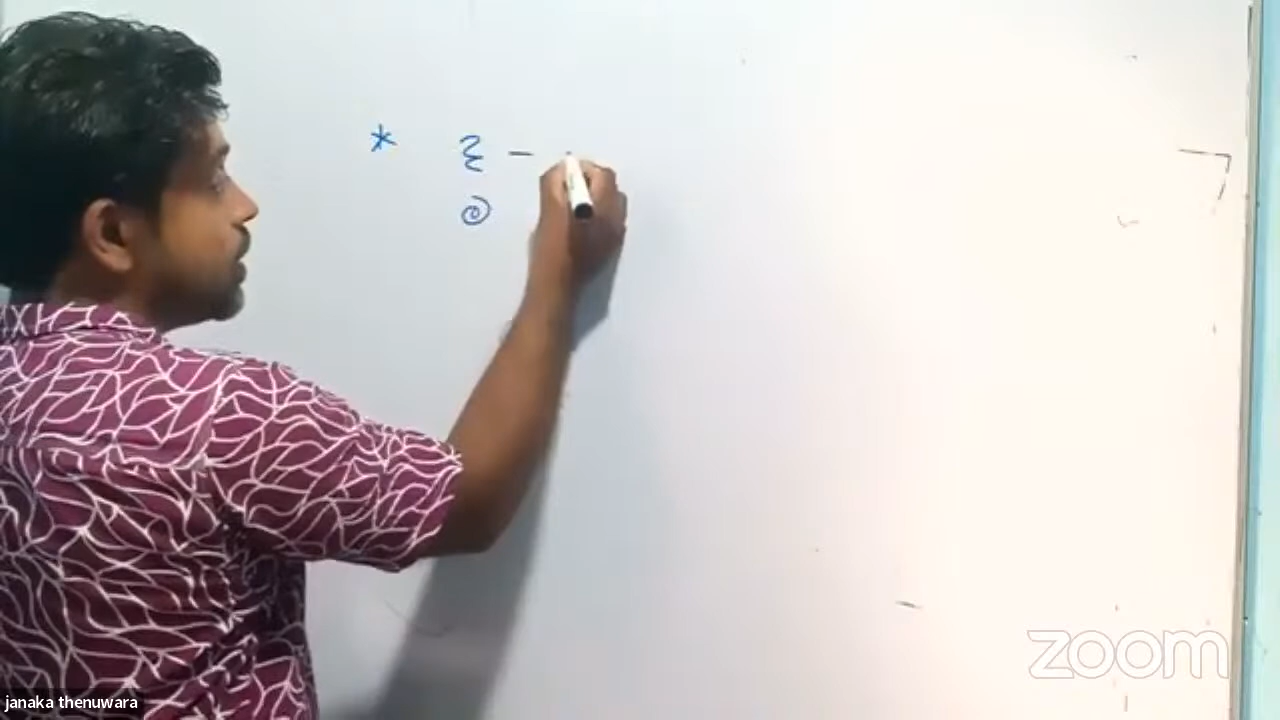 * ද -
ම
zoom
janaka thenuwara